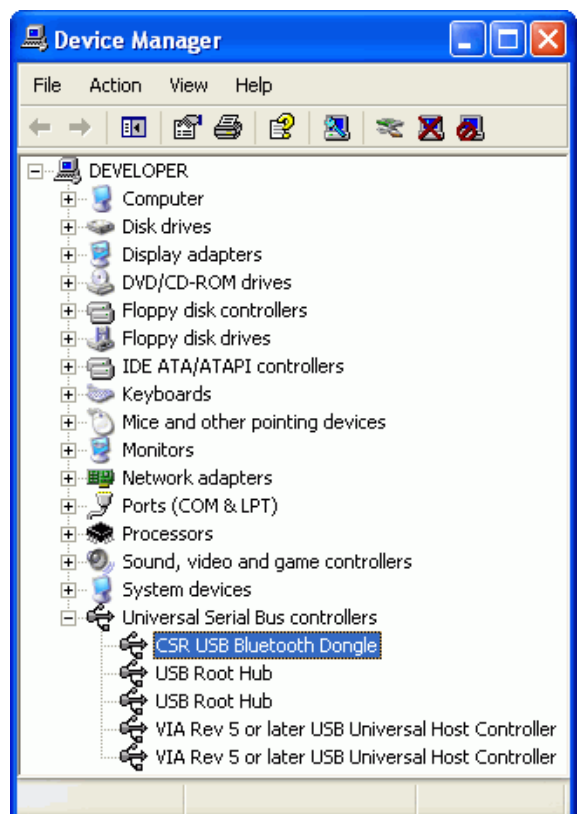 Device Manager
File Action View Help
DEVELOPER
Computer
Disk drives
Display adapters
DVD/CD-ROM drives
Floppy disk controllers
Floppy disk drives
IDE ATA/ATAPI controllers
Keyboards
Mice and other pointing devices
Monitors
Network adapters
Ports (COM & LPT)
Processors
Sound, video and game controllers
System devices
Universal Serial Bus controllers
CSR USB Bluetooth Dongle
USB Root Hub
USB Root Hub
VIA Rev 5 or later USB Universal Host Controller
VIA Rev 5 or later USB Universal Host Controller